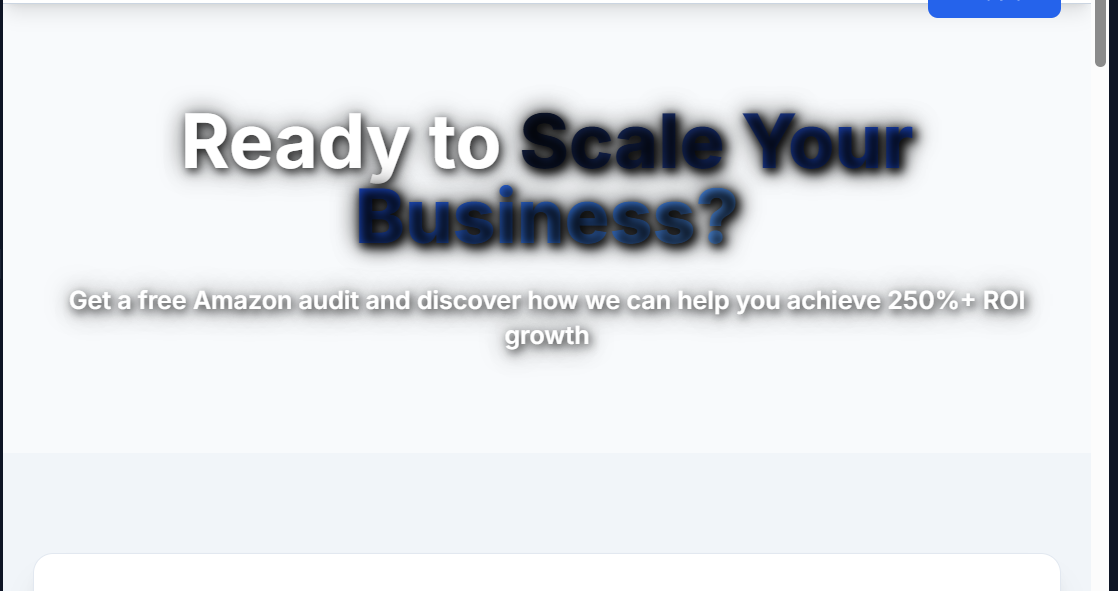 Ready to Scale Your
Business?
Get a free Amazon audit and discover how we can help you achieve 250%+ ROI
growth